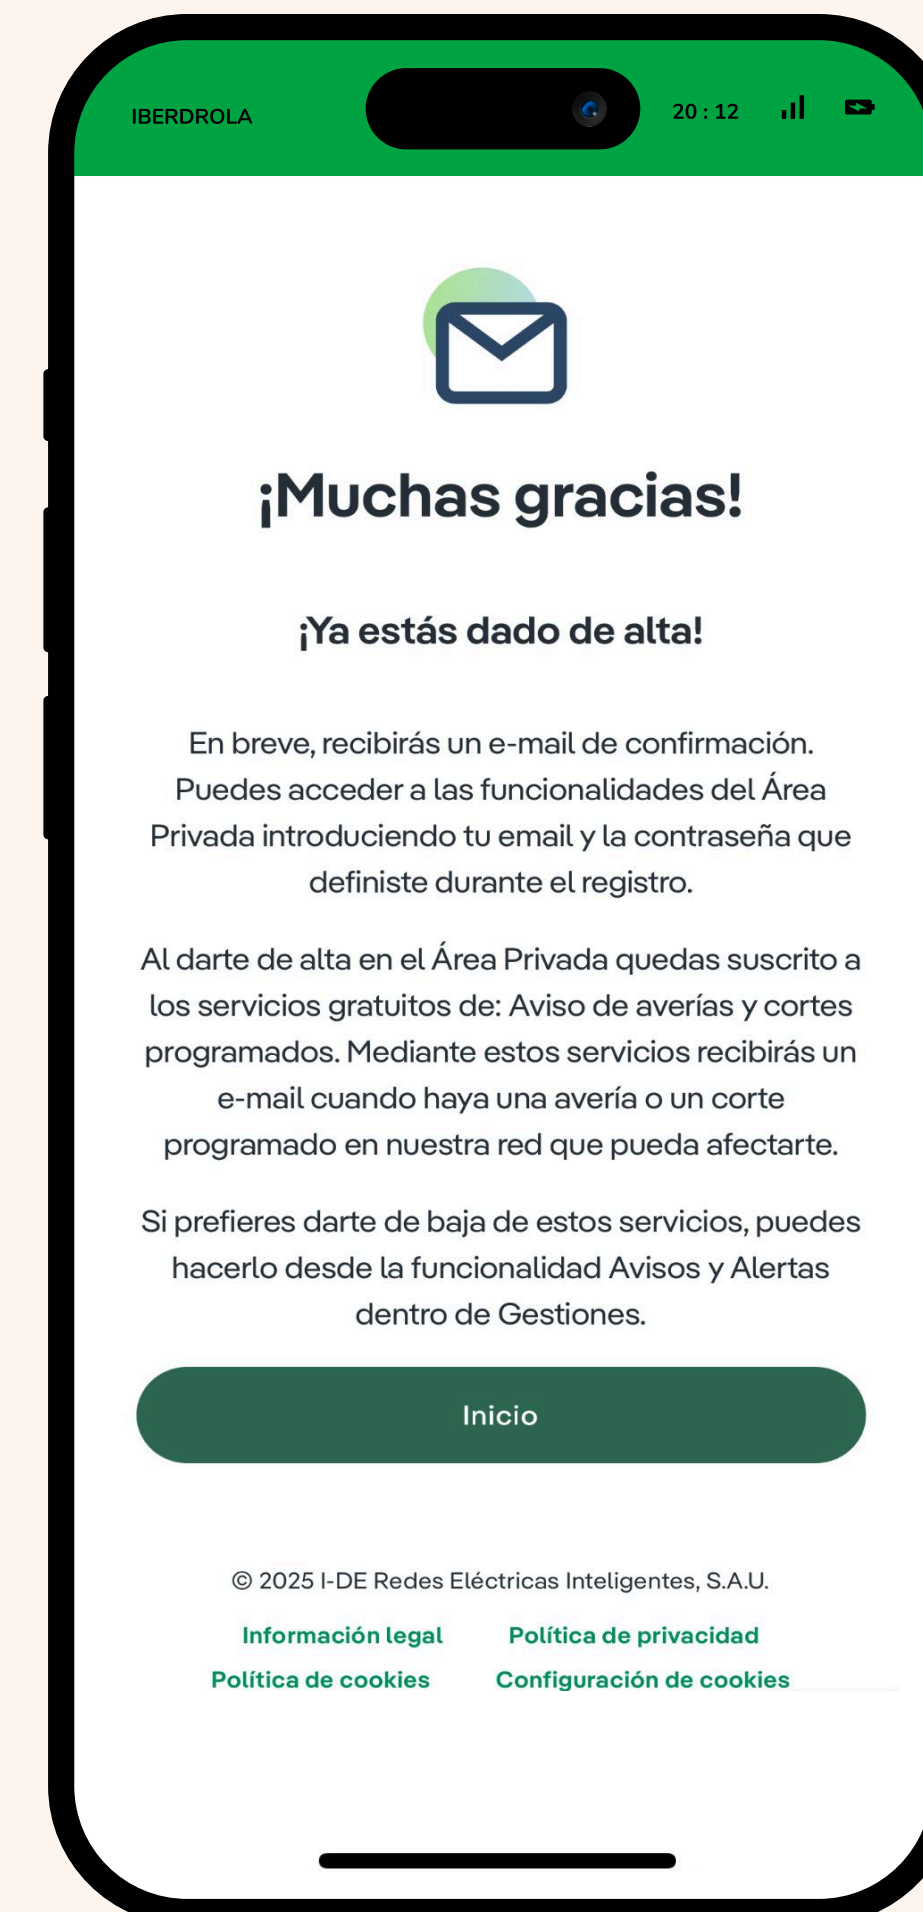 IBERDROLA
20 : 12
¡Muchas gracias!
¡Ya estás dado de alta!
En breve, recibirás un e-mail de confirmación.
Puedes acceder a las funcionalidades del Área
Privada introduciendo tu email y la contraseña que
definiste durante el registro.
Al darte de alta en el Área Privada quedas suscrito a
los servicios gratuitos de: Aviso de averías y cortes
programados. Mediante estos servicios recibirás un
e-mail cuando haya una avería o un corte
programado en nuestra red que pueda afectarte.
Si prefieres darte de baja de estos servicios, puedes
hacerlo desde la funcionalidad Avisos y Alertas
dentro de Gestiones.
Inicio
© 2025 I-DE Redes Eléctricas Inteligentes, S.A.U.
Información legal Política de privacidad
Política de cookies Configuración de cookies